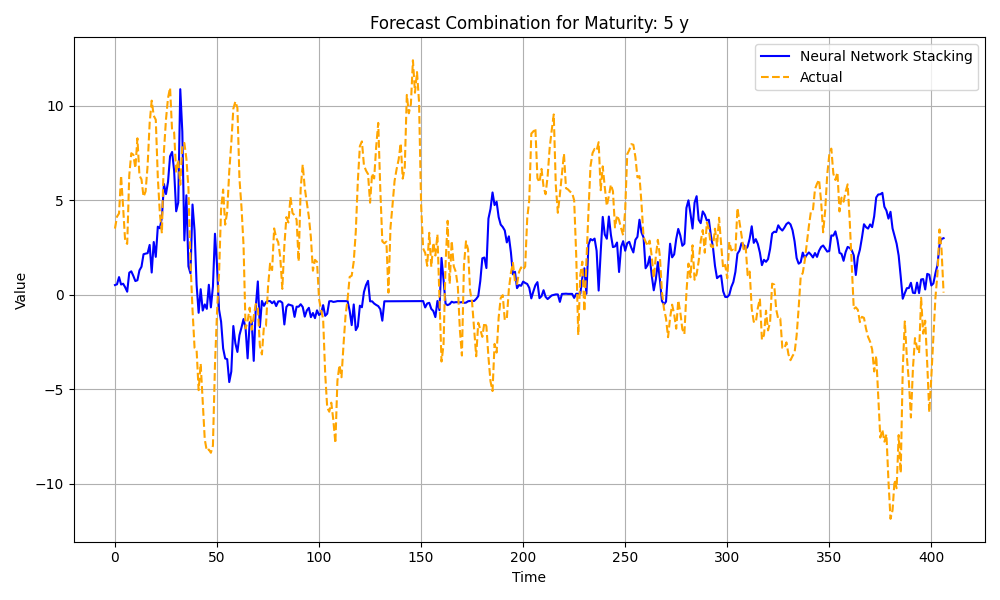 Forecast Combination for Maturity: 5 y
Neural Network Stacking
Actual
Value
10
5
0
−5
−10
0 50 100 150 200 250 300 350 400
Time